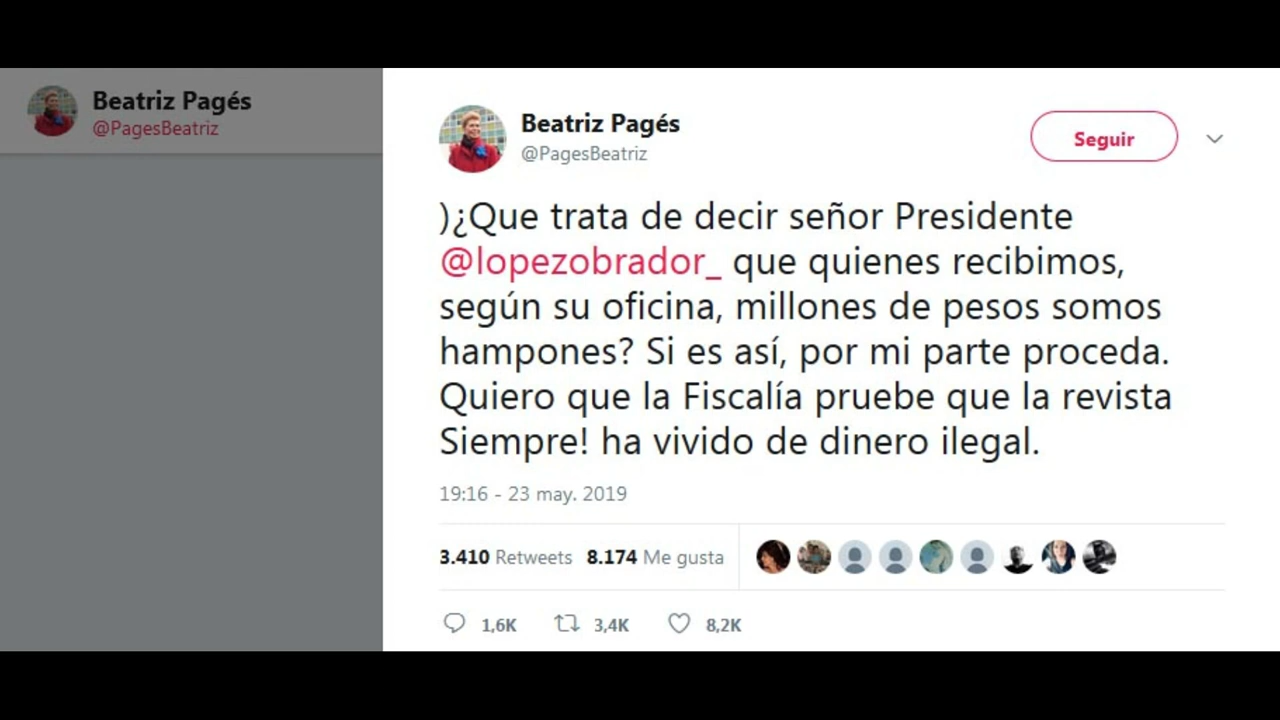 Beatriz Pagés
@PagesBeatriz
Beatriz Pagés
@PagesBeatriz
Seguir
)¿Que trata de decir señor Presidente
@lopezobrador_ que quienes recibimos,
según su oficina, millones de pesos somos
hampones? Si es así, por mi parte proceda.
Quiero que la Fiscalía pruebe que la revista
Siempre! ha vivido de dinero ilegal.
19:16 - 23 may. 2019
3.410 Retweets 8.174 Me gusta
1,6K 3,4K 8,2K